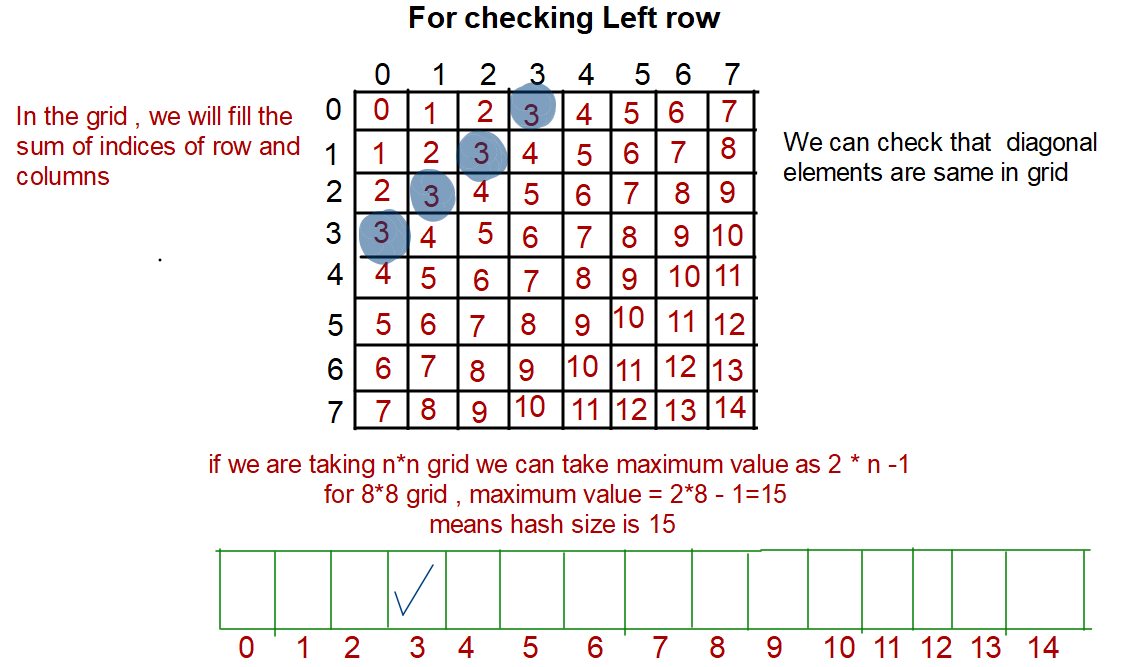 For checking Left row
In the grid , we will fill the
sum of indices of row and
columns
0 1 2 3 4 5 6 7
0 0 1 2 3 4 5 6 7
1 1 2 3 4 5 6 7 8
2 2 3 4 5 6 7 8 9
3 3 4 5 6 7 8 9 10
4 4 5 6 7 8 9 10 11
5 5 6 7 8 9 10 11 12
6 6 7 8 9 10 11 12 13
7 7 8 9 10 11 12 13 14
We can check that diagonal
elements are same in grid
if we are taking n*n grid we can take maximum value as 2 * n -1
for 8*8 grid , maximum value = 2*8 - 1=15
means hash size is 15
0 1 2 3 4 5 6 7 8 9 10 11 12 13 14